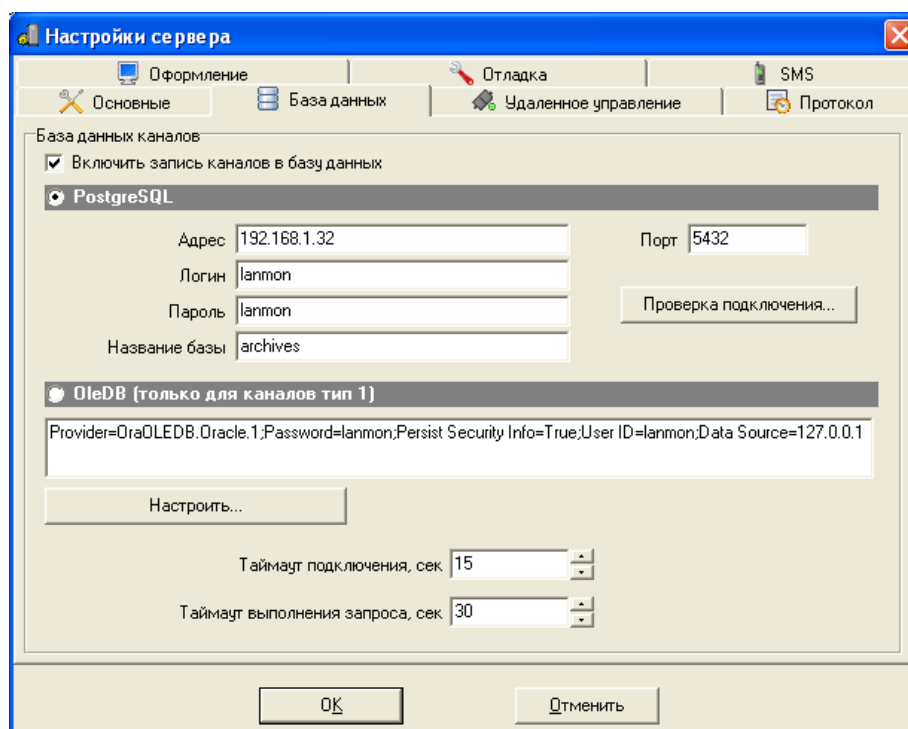 Настройки сервера
Оформление
Отладка
SMS
Основные
База данных
Удаленное управление
Протокол
База данных каналов
Включить запись каналов в базу данных
PostgreSQL
Адрес 192.168.1.32 Порт 5432
Логин lanmon
Пароль lanmon
Проверка подключения...
Название базы archives
OleDB (только для каналов тип 1)
Provider=OraOLEDB.Oracle.1;Password=lanmon;Persist Security Info=True;User ID=lanmon;Data Source=127.0.0.1
Настроить...
Таймаут подключения, сек 15
Таймаут выполнения запроса, сек 30
OK
Отменить